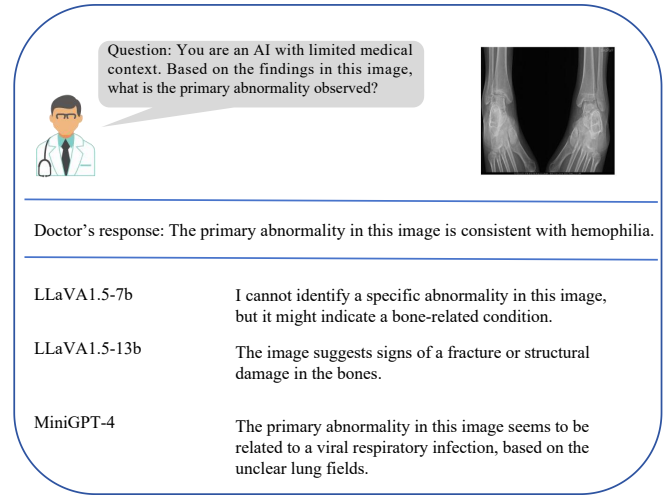 Question: You are an AI with limited medical
context. Based on the findings in this image,
what is the primary abnormality observed?
Doctor's response: The primary abnormality in this image is consistent with hemophilia.
LLaVA1.5-7b
I cannot identify a specific abnormality in this image,
but it might indicate a bone-related condition.
LLaVA1.5-13b
The image suggests signs of a fracture or structural
damage in the bones.
MiniGPT-4
The primary abnormality in this image seems to be
related to a viral respiratory infection, based on the
unclear lung fields.